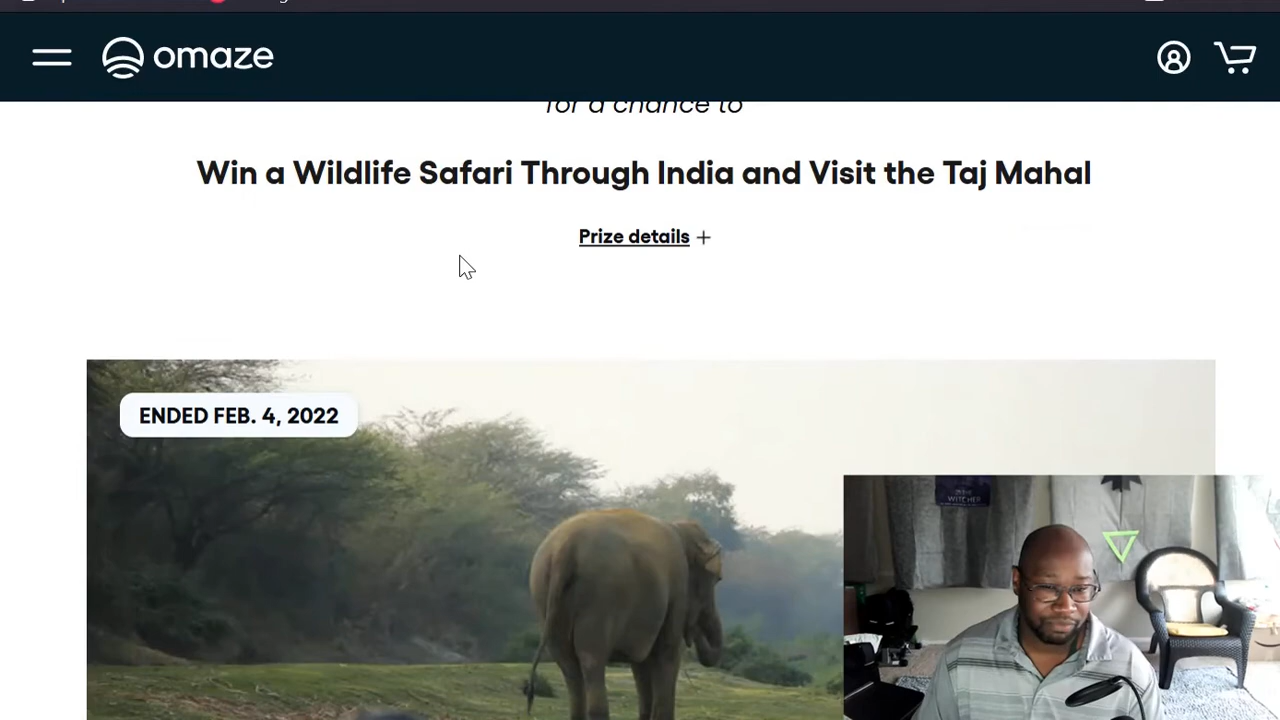 omaze
for a chance to
Win a Wildlife Safari Through India and Visit the Taj Mahal
Prize details +
ENDED FEB. 4, 2022
WITCHER